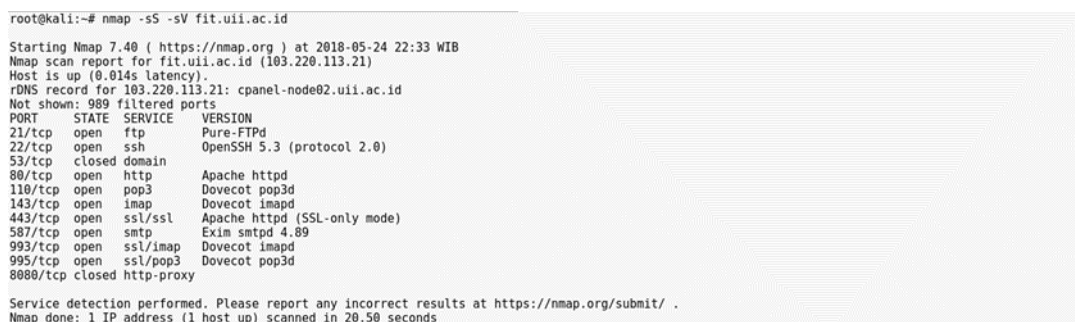 root@kali:~# nmap -sS -sV fit.uii.ac.id
Starting Nmap 7.40 ( https://nmap.org ) at 2018-05-24 22:33 WIB
Nmap scan report for fit.uii.ac.id (103.220.113.21)
Host is up (0.014s latency).
rDNS record for 103.220.113.21: cpanel-node02.uii.ac.id
Not shown: 989 filtered ports
PORT STATE SERVICE VERSION
21/tcp open ftp Pure-FTPd
22/tcp open ssh OpenSSH 5.3 (protocol 2.0)
53/tcp closed domain
80/tcp open http Apache httpd
110/tcp open pop3 Dovecot pop3d
143/tcp open imap Dovecot imapd
443/tcp open ssl/ssl Apache httpd (SSL-only mode)
587/tcp open smtp Exim smtpd 4.89
993/tcp open ssl/imap Dovecot imapd
995/tcp open ssl/pop3 Dovecot pop3d
8080/tcp closed http-proxy
Service detection performed. Please report any incorrect results at https://nmap.org/submit/ .
Nmap done: 1 IP address (1 host up) scanned in 20.50 seconds